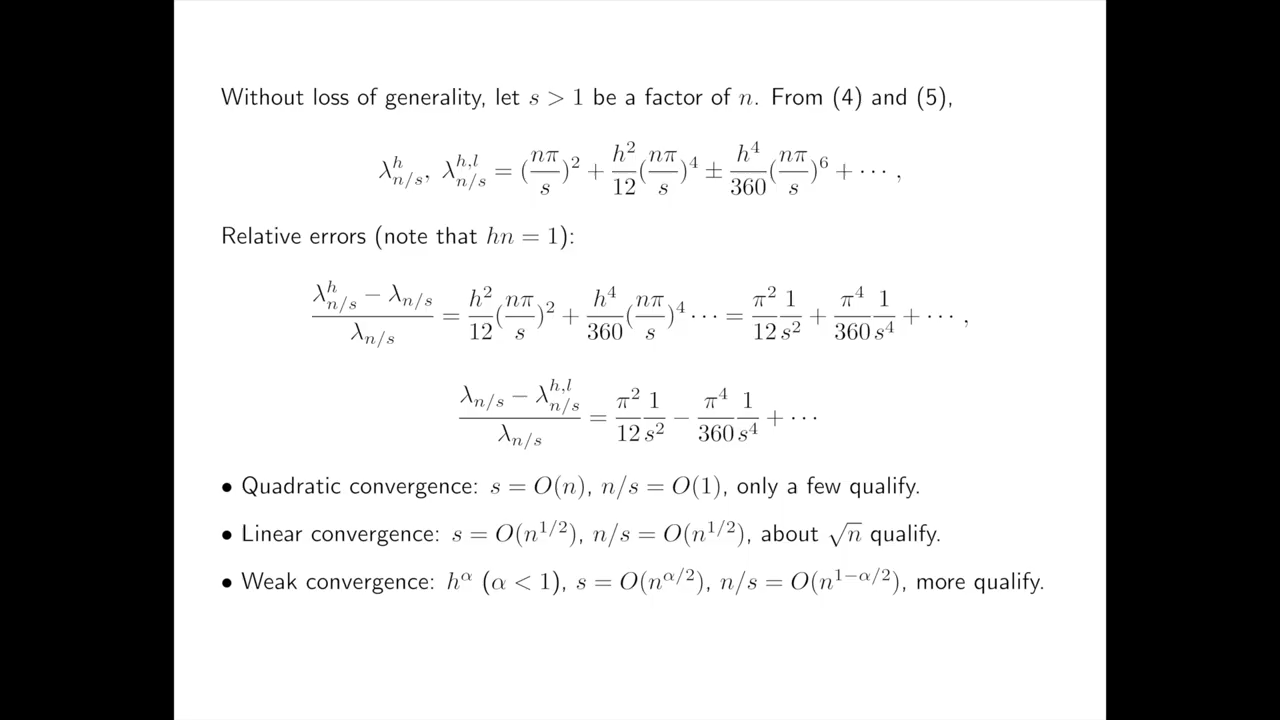 Without loss of generality, let s > 1 be a factor of n. From (4) and (5),
λ^h_{n/s}, λ^{h,l}_{n/s} = (nπ/s)^2 + h^2/12 (nπ/s)^4 ± h^4/360 (nπ/s)^6 + ⋯ ,
Relative errors (note that hn = 1):
(λ^h_{n/s} − λ_{n/s})/λ_{n/s} = h^2/12 (nπ/s)^2 + h^4/360 (nπ/s)^4 ⋯ = π^2/12 1/s^2 + π^4/360 1/s^4 + ⋯ ,
(λ_{n/s} − λ^{h,l}_{n/s})/λ_{n/s} = π^2/12 1/s^2 − π^4/360 1/s^4 + ⋯
• Quadratic convergence: s = O(n), n/s = O(1), only a few qualify.
• Linear convergence: s = O(n^{1/2}), n/s = O(n^{1/2}), about √n qualify.
• Weak convergence: h^α (α < 1), s = O(n^{α/2}), n/s = O(n^{1−α/2}), more qualify.